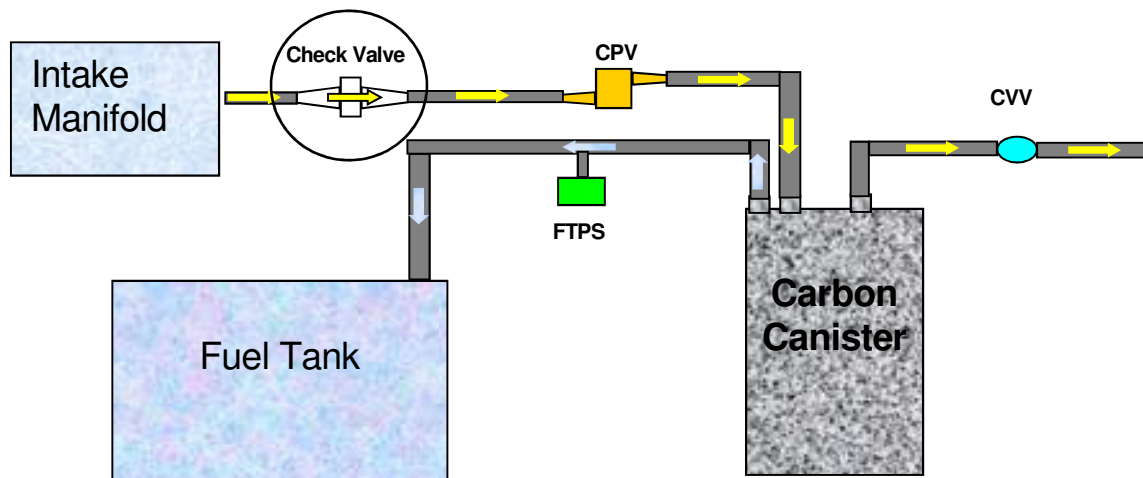 Intake
Manifold
Check Valve
CPV
CVV
FTPS
Fuel Tank
Carbon
Canister